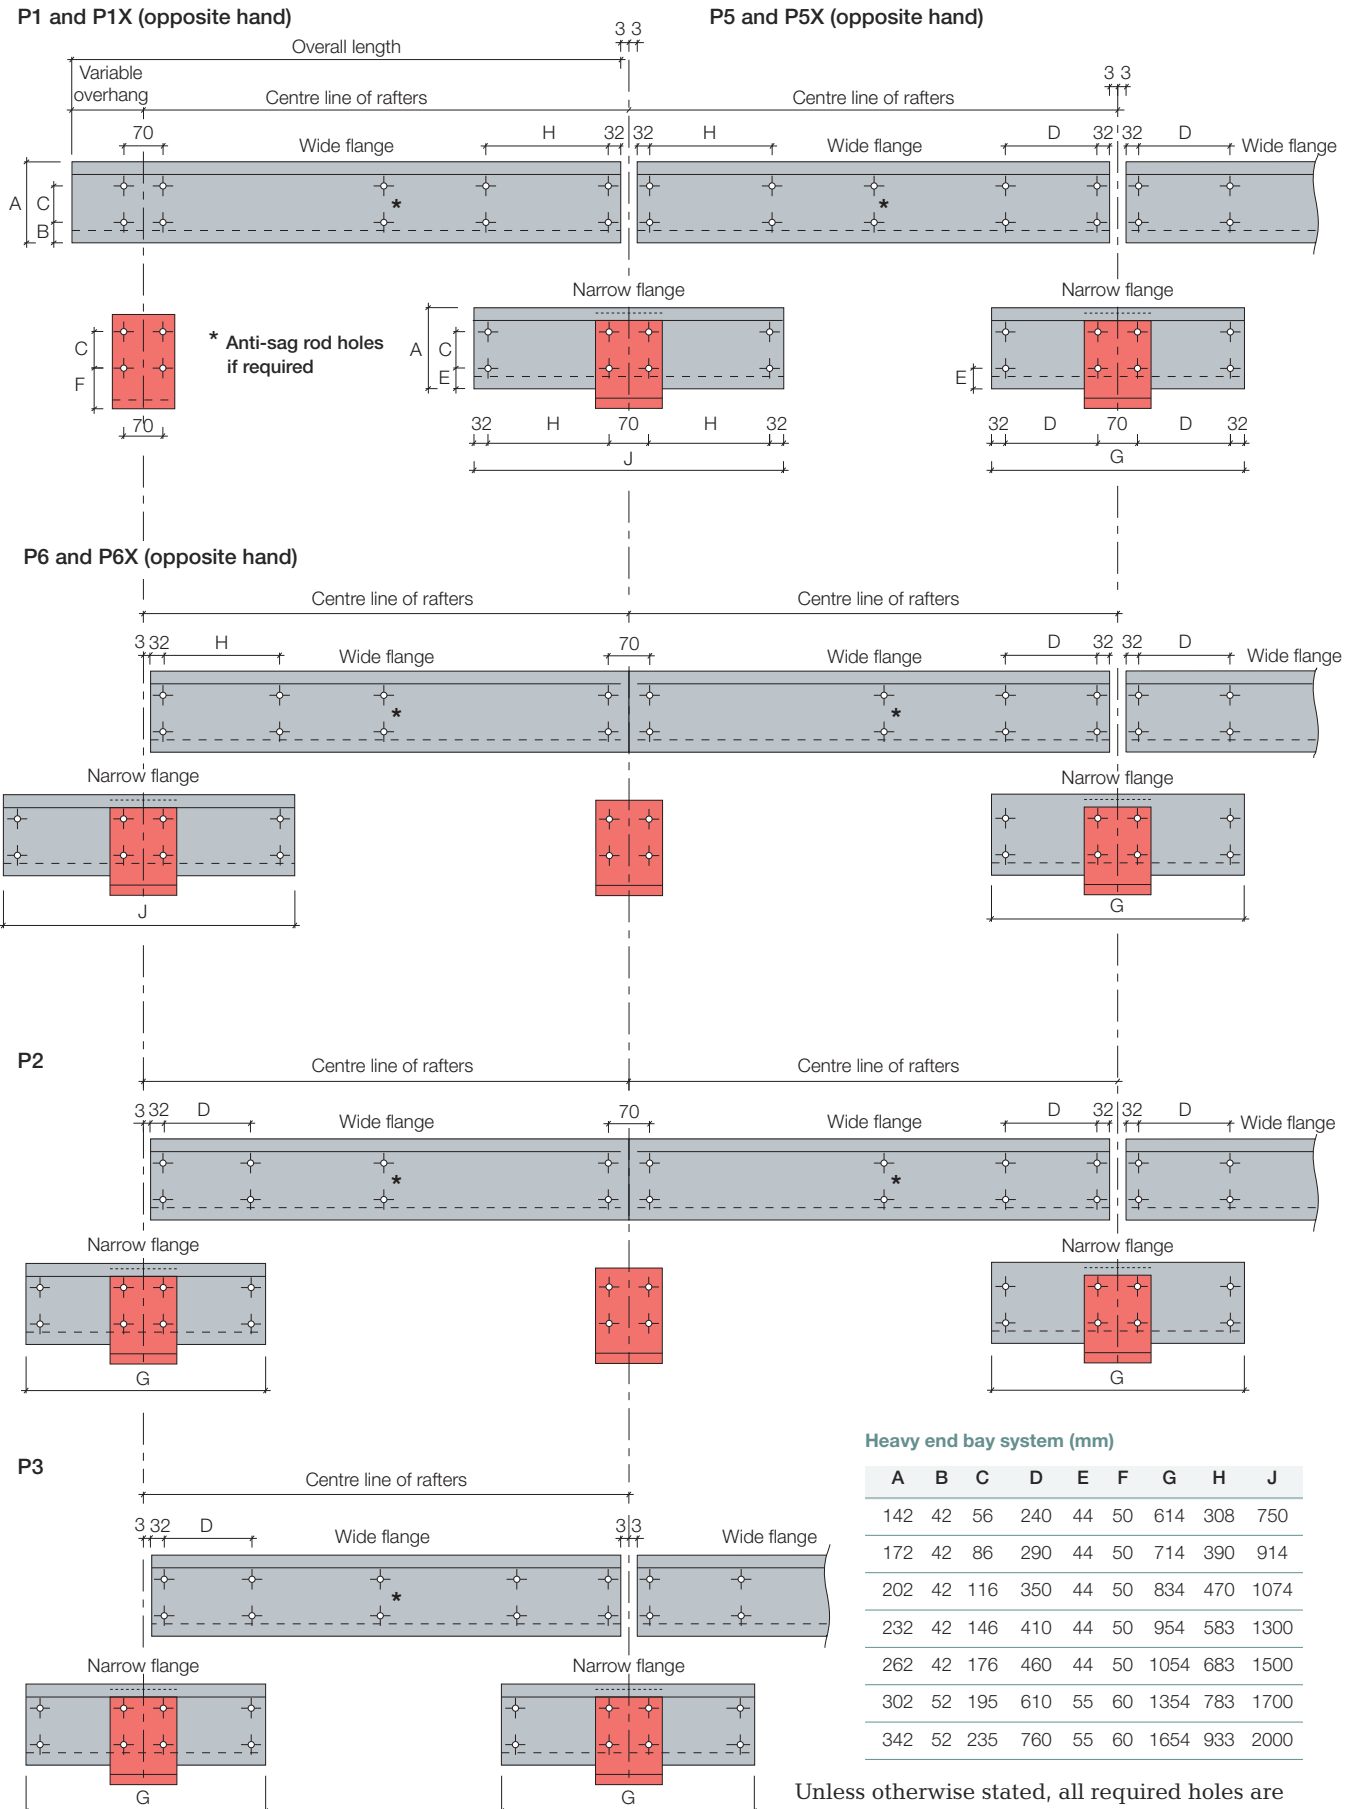 P1 and P1X (opposite hand)
P5 and P5X (opposite hand)
3 3
Overall length
Variable
overhang
Centre line of rafters
Centre line of rafters
3 3
70
Wide flange
H
32
32
H
Wide flange
D
32
32
D
Wide flange
A
C
B
*
*
Narrow flange
Narrow flange
C
F
70
* Anti-sag rod holes
if required
A
C
E
E
32
H
70
H
32
J
32
D
70
D
32
G
P6 and P6X (opposite hand)
Centre line of rafters
Centre line of rafters
3 32
H
Wide flange
70
Wide flange
D
32
32
D
Wide flange
*
*
Narrow flange
Narrow flange
J
G
P2
Centre line of rafters
Centre line of rafters
3 32
D
Wide flange
70
Wide flange
D
32
32
D
Wide flange
*
*
Narrow flange
Narrow flange
G
G
P3
Centre line of rafters
3 32
D
Wide flange
3 3
Wide flange
*
Narrow flange
Narrow flange
G
G
Heavy end bay system (mm)
A B C D E F G H J
142 42 56 240 44 50 614 308 750
172 42 86 290 44 50 714 390 914
202 42 116 350 44 50 834 470 1074
232 42 146 410 44 50 954 583 1300
262 42 176 460 44 50 1054 683 1500
302 52 195 610 55 60 1354 783 1700
342 52 235 760 55 60 1654 933 2000
Unless otherwise stated, all required holes are